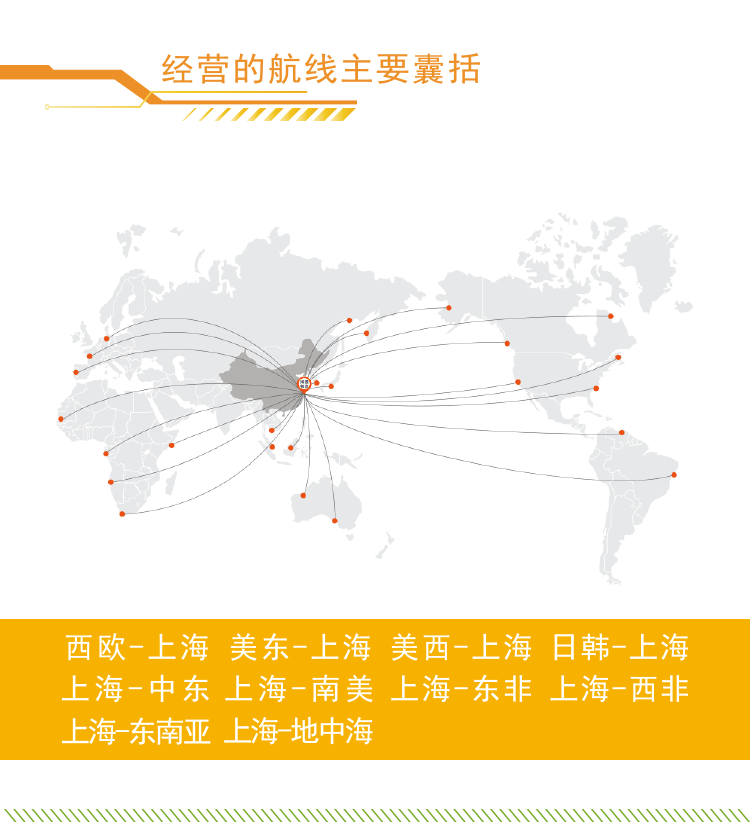 经营的航线主要囊括
西欧-上海 美东-上海 美西-上海 日韩-上海
上海-中东 上海-南美 上海-东非 上海-西非
上海-东南亚 上海-地中海